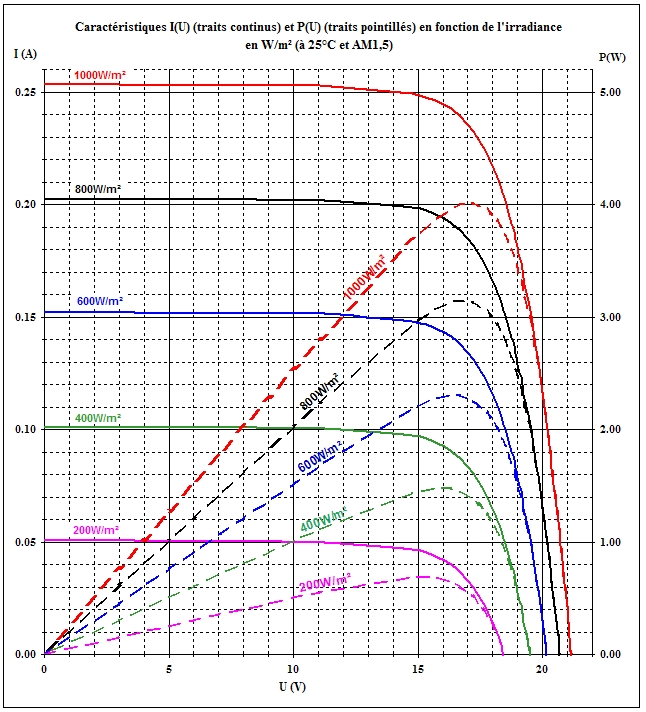 Caractéristiques I(U) (traits continus) et P(U) (traits pointillés) en fonction de l'irradiance
en W/m² (à 25°C et AM1,5)
I (A)
P(W)
1000W/m²
0.25
5.00
800W/m²
0.20
4.00
1000W/m²
600W/m²
0.15
3.00
800W/m²
400W/m²
0.10
2.00
600W/m²
400W/m²
200W/m²
0.05
1.00
200W/m²
0.00
0.00
0
5
10
15
20
U (V)